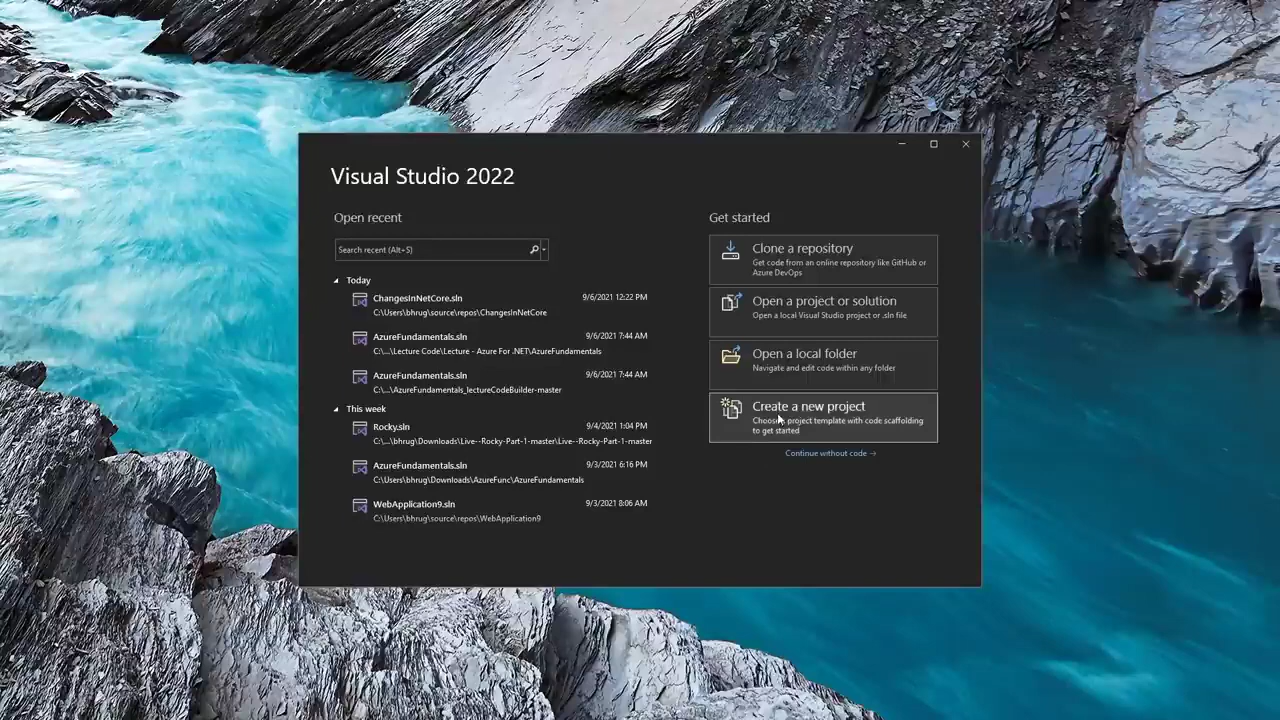 Visual Studio 2022
Open recent
Search recent (Alt+S)
Today
ChangesInNetCore.sln 9/6/2021 12:22 PM
C:\Users\bhrug\source\repos\ChangesInNetCore
AzureFundamentals.sln 9/6/2021 7:44 AM
C:\...\Lecture Code\Lecture - Azure For .NET\AzureFundamentals
AzureFundamentals.sln 9/6/2021 7:44 AM
C:\...\AzureFundamentals_lectureCodeBuilder-master
This week
Rocky.sln 9/4/2021 1:04 PM
C:\...\bhrug\Downloads\Live--Rocky-Part-1-master\Live--Rocky-Part-1-master
AzureFundamentals.sln 9/3/2021 6:16 PM
C:\Users\bhrug\Downloads\AzureFunc\AzureFundamentals
WebApplication9.sln 9/3/2021 8:06 AM
C:\Users\bhrug\source\repos\WebApplication9
Get started
Clone a repository
Get code from an online repository like GitHub or
Azure DevOps
Open a project or solution
Open a local Visual Studio project or .sln file
Open a local folder
Navigate and edit code within any folder
Create a new project
Choose project template with code scaffolding
to get started
Continue without code →